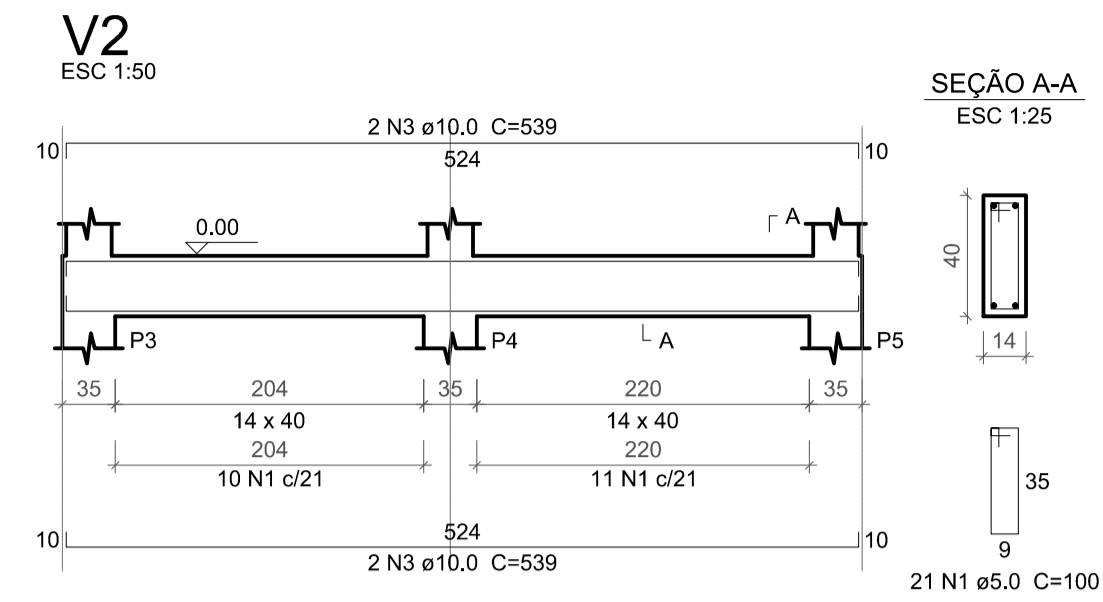 V2
ESC 1:50
SEÇÃO A-A
ESC 1:25
2 N3 ø10.0 C=539
10
524
10
0.00
A
40
14
P3
P4
A
P5
35
204
35
220
35
14 x 40
14 x 40
204
220
10 N1 c/21
11 N1 c/21
35
9
21 N1 ø5.0 C=100
10
524
10
2 N3 ø10.0 C=539